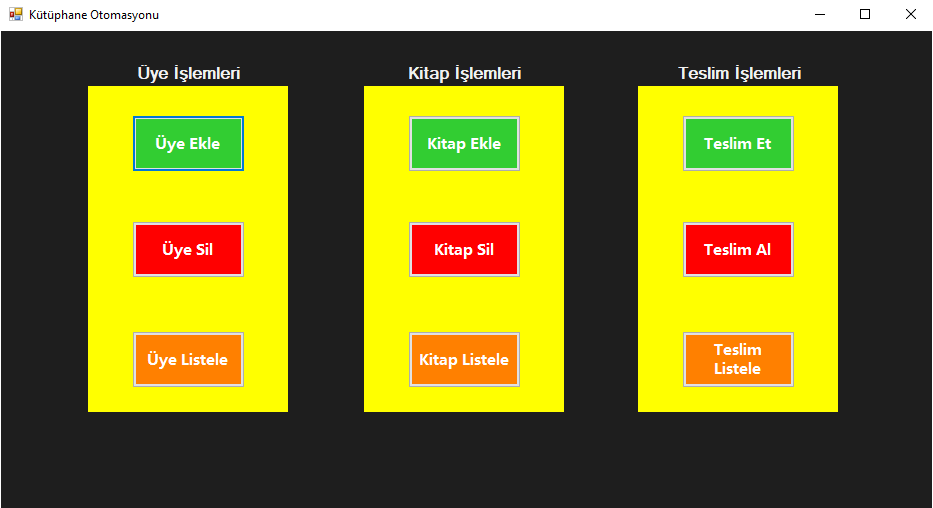 Kütüphane Otomasyonu
Üye İşlemleri
Üye Ekle
Üye Sil
Üye Listele
Kitap İşlemleri
Kitap Ekle
Kitap Sil
Kitap Listele
Teslim İşlemleri
Teslim Et
Teslim Al
Teslim
Listele